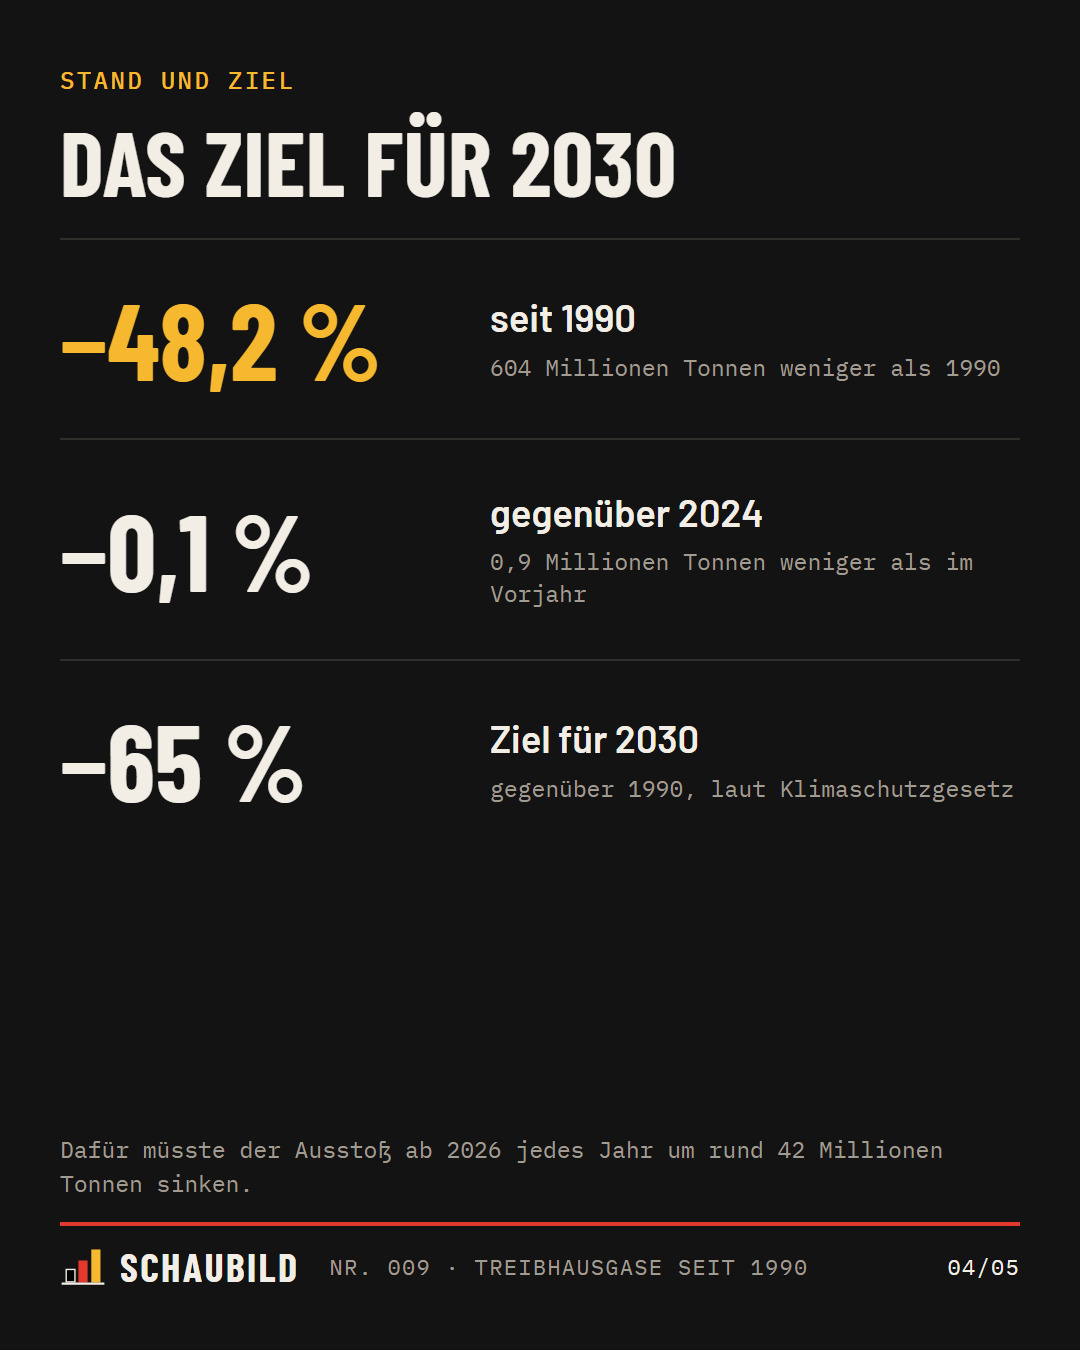 STAND UND ZIEL
DAS ZIEL FÜR 2030
–48,2 %
seit 1990
604 Millionen Tonnen weniger als 1990
–0,1 %
gegenüber 2024
0,9 Millionen Tonnen weniger als im
Vorjahr
–65 %
Ziel für 2030
gegenüber 1990, laut Klimaschutzgesetz
Dafür müsste der Ausstoß ab 2026 jedes Jahr um rund 42 Millionen
Tonnen sinken.
SCHAUBILD NR. 009 · TREIBHAUSGASE SEIT 1990 04/05